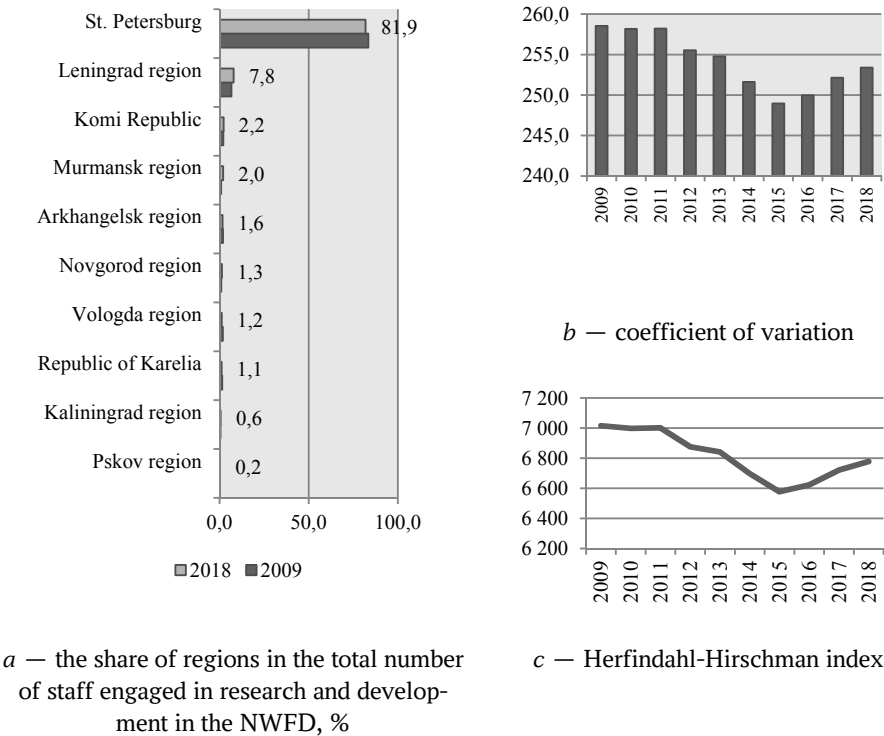 St. Petersburg 81,9
Leningrad region 7,8
Komi Republic 2,2
Murmansk region 2,0
Arkhangelsk region 1,6
Novgorod region 1,3
Vologda region 1,2
Republic of Karelia 1,1
Kaliningrad region 0,6
Pskov region 0,2
0,0 50,0 100,0
2018 2009
a — the share of regions in the total number
of staff engaged in research and develop-
ment in the NWFD, %
260,0
255,0
250,0
245,0
240,0
2009 2010 2011 2012 2013 2014 2015 2016 2017 2018
b — coefficient of variation
7 200
7 000
6 800
6 600
6 400
6 200
2009 2010 2011 2012 2013 2014 2015 2016 2017 2018
c — Herfindahl-Hirschman index